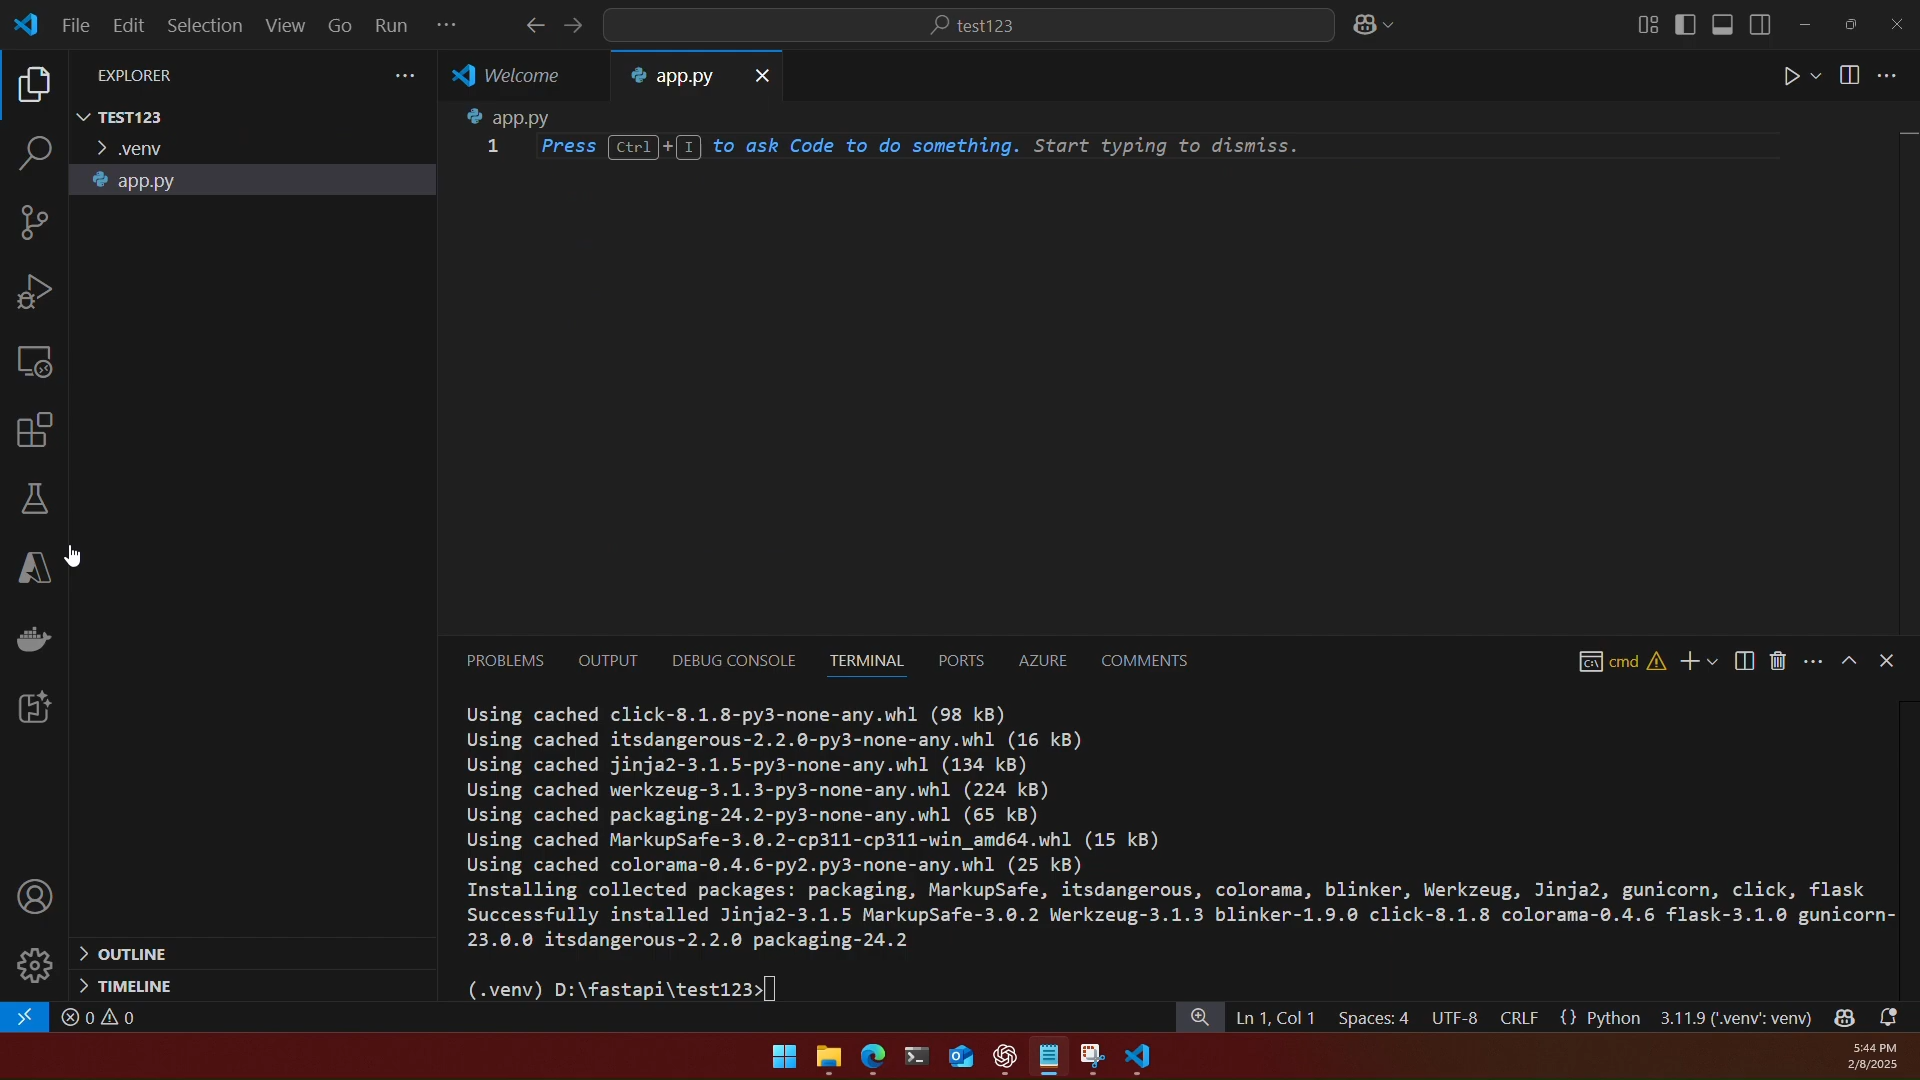 File Edit Selection View Go Run ···
test123
EXPLORER ···
TEST123
.venv
app.py
Welcome
app.py
app.py
1 Press Ctrl + I to ask Code to do something. Start typing to dismiss.
PROBLEMS OUTPUT DEBUG CONSOLE TERMINAL PORTS AZURE COMMENTS
cmd
Using cached click-8.1.8-py3-none-any.whl (98 kB)
Using cached itsdangerous-2.2.0-py3-none-any.whl (16 kB)
Using cached jinja2-3.1.5-py3-none-any.whl (134 kB)
Using cached werkzeug-3.1.3-py3-none-any.whl (224 kB)
Using cached packaging-24.2-py3-none-any.whl (65 kB)
Using cached MarkupSafe-3.0.2-cp311-cp311-win_amd64.whl (15 kB)
Using cached colorama-0.4.6-py2.py3-none-any.whl (25 kB)
Installing collected packages: packaging, MarkupSafe, itsdangerous, colorama, blinker, Werkzeug, Jinja2, gunicorn, click, flask
Successfully installed Jinja2-3.1.5 MarkupSafe-3.0.2 Werkzeug-3.1.3 blinker-1.9.0 click-8.1.8 colorama-0.4.6 flask-3.1.0 gunicorn-
23.0.0 itsdangerous-2.2.0 packaging-24.2
(.venv) D:\fastapi\test123>
OUTLINE
TIMELINE
0 0
Ln 1, Col 1 Spaces: 4 UTF-8 CRLF {} Python 3.11.9 ('.venv': venv)
5:44 PM
2/8/2025